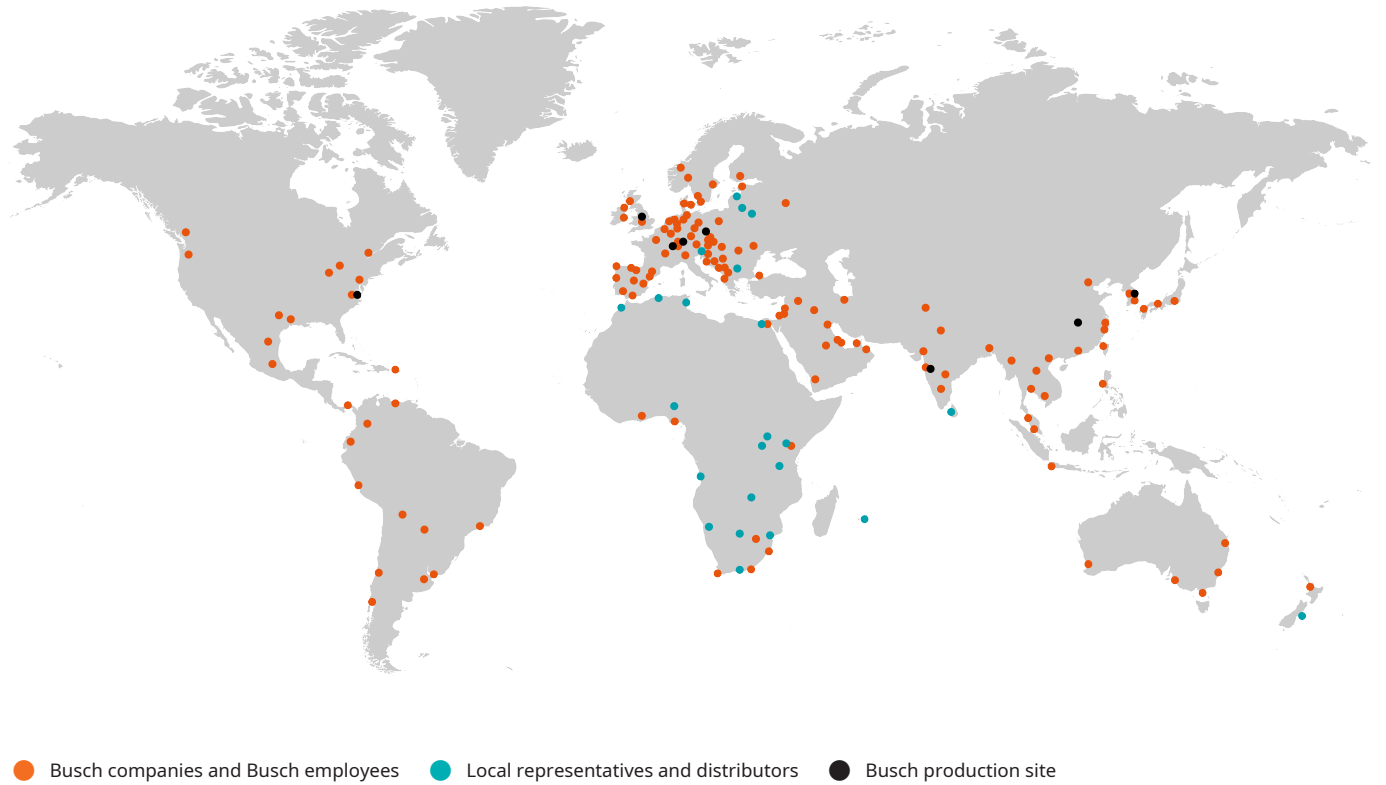 Busch companies and Busch employees
Local representatives and distributors
Busch production site